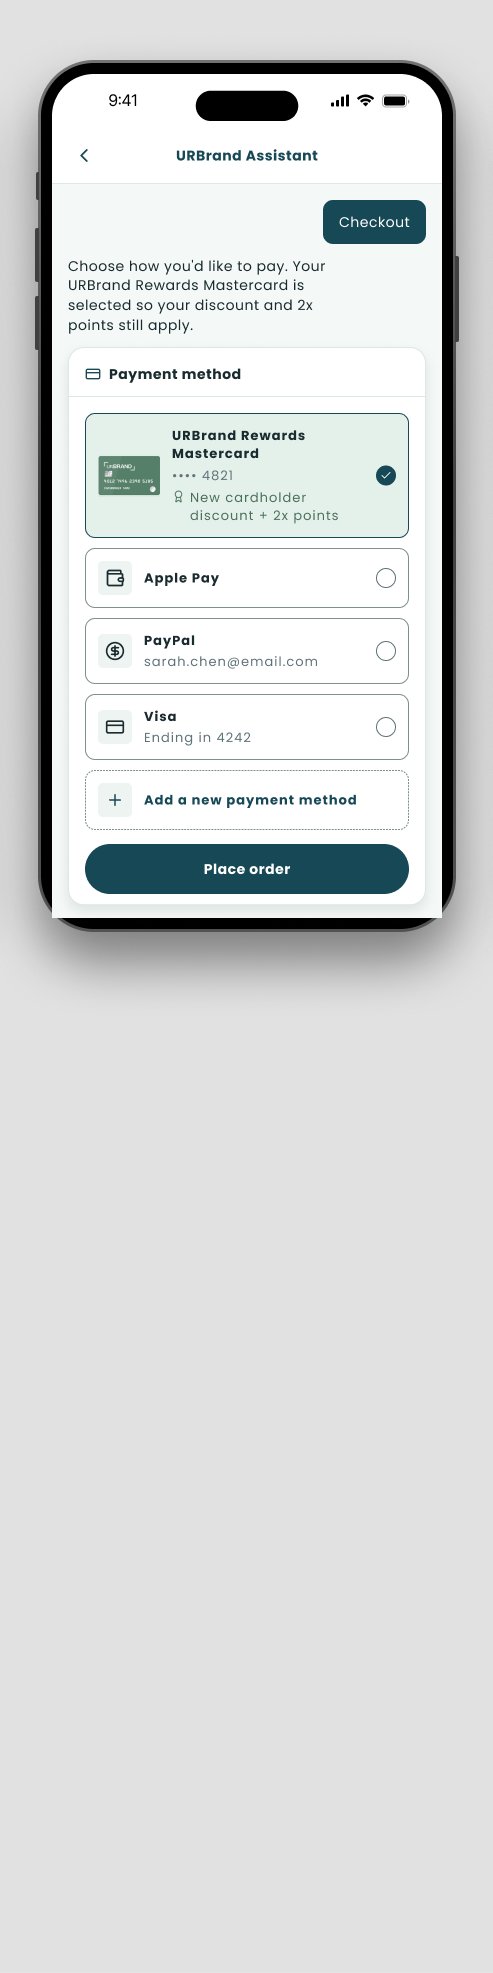 9:41
URBrand Assistant
Checkout
Choose how you'd like to pay. Your
URBrand Rewards Mastercard is
selected so your discount and 2x
points still apply.
Payment method
URBRAND
URBrand Rewards
Mastercard
•••• 4821
New cardholder
discount + 2x points
Apple Pay
PayPal
sarah.chen@email.com
Visa
Ending in 4242
Add a new payment method
Place order